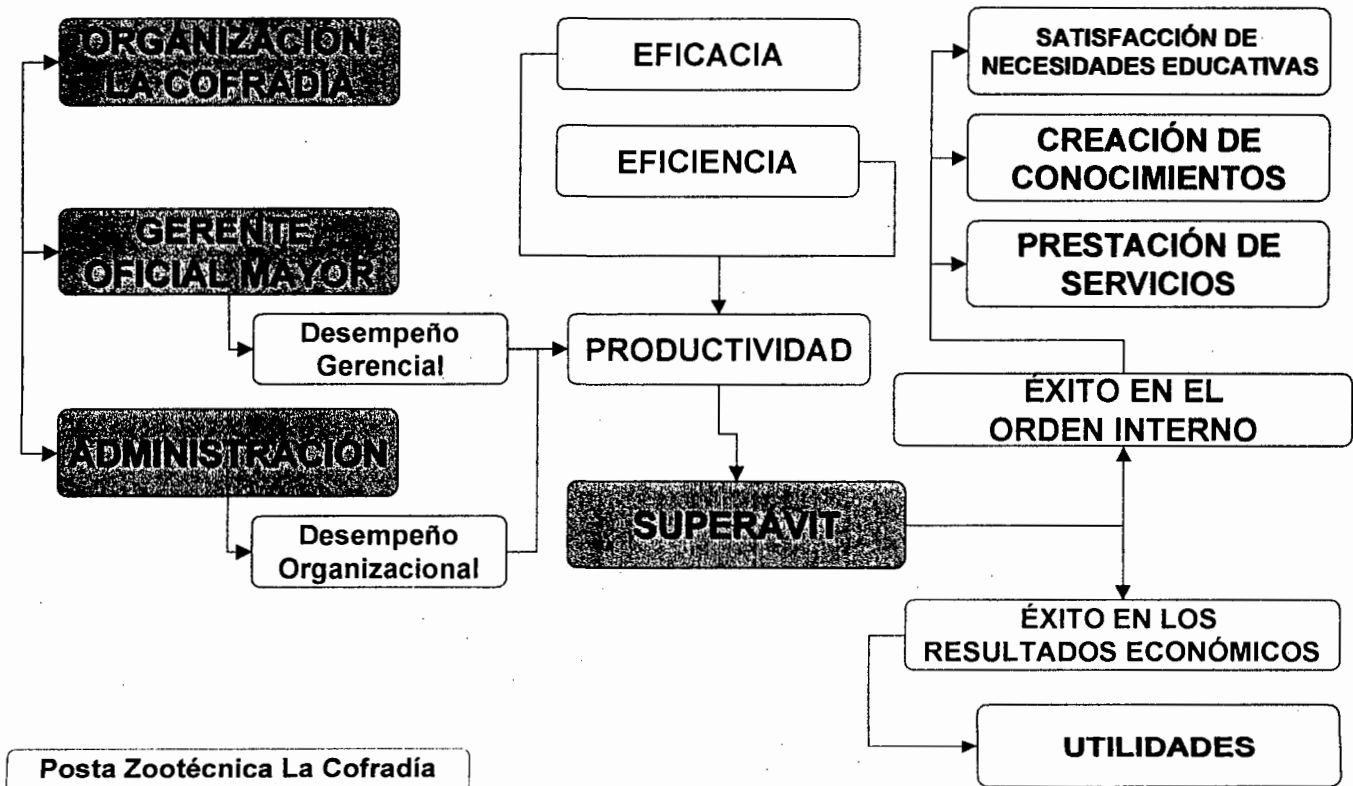 ORGANIZACIÓN
LA COFRADÍA
GERENTE
OFICIAL MAYOR
Desempeño
Gerencial
ADMINISTRACIÓN
Desempeño
Organizacional
EFICACIA
EFICIENCIA
PRODUCTIVIDAD
SUPERÁVIT
SATISFACCIÓN DE
NECESIDADES EDUCATIVAS
CREACIÓN DE
CONOCIMIENTOS
PRESTACIÓN DE
SERVICIOS
ÉXITO EN EL
ORDEN INTERNO
ÉXITO EN LOS
RESULTADOS ECONÓMICOS
UTILIDADES
Posta Zootécnica La Cofradía